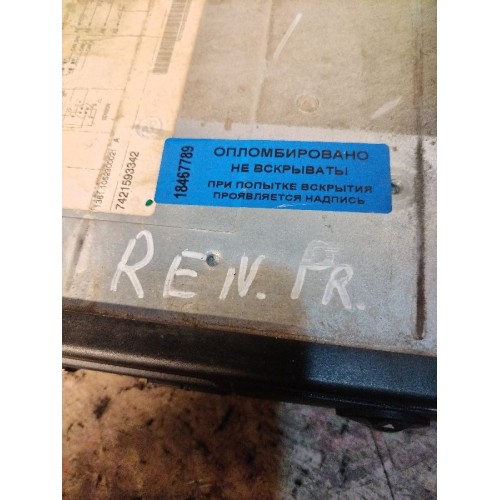 7421593342
18467789
ОПЛОМБИРОВАНО
НЕ ВСКРЫВАТЬ!
ПРИ ПОПЫТКЕ ВСКРЫТИЯ
ПРОЯВЛЯЕТСЯ НАДПИСЬ
REN. PR.